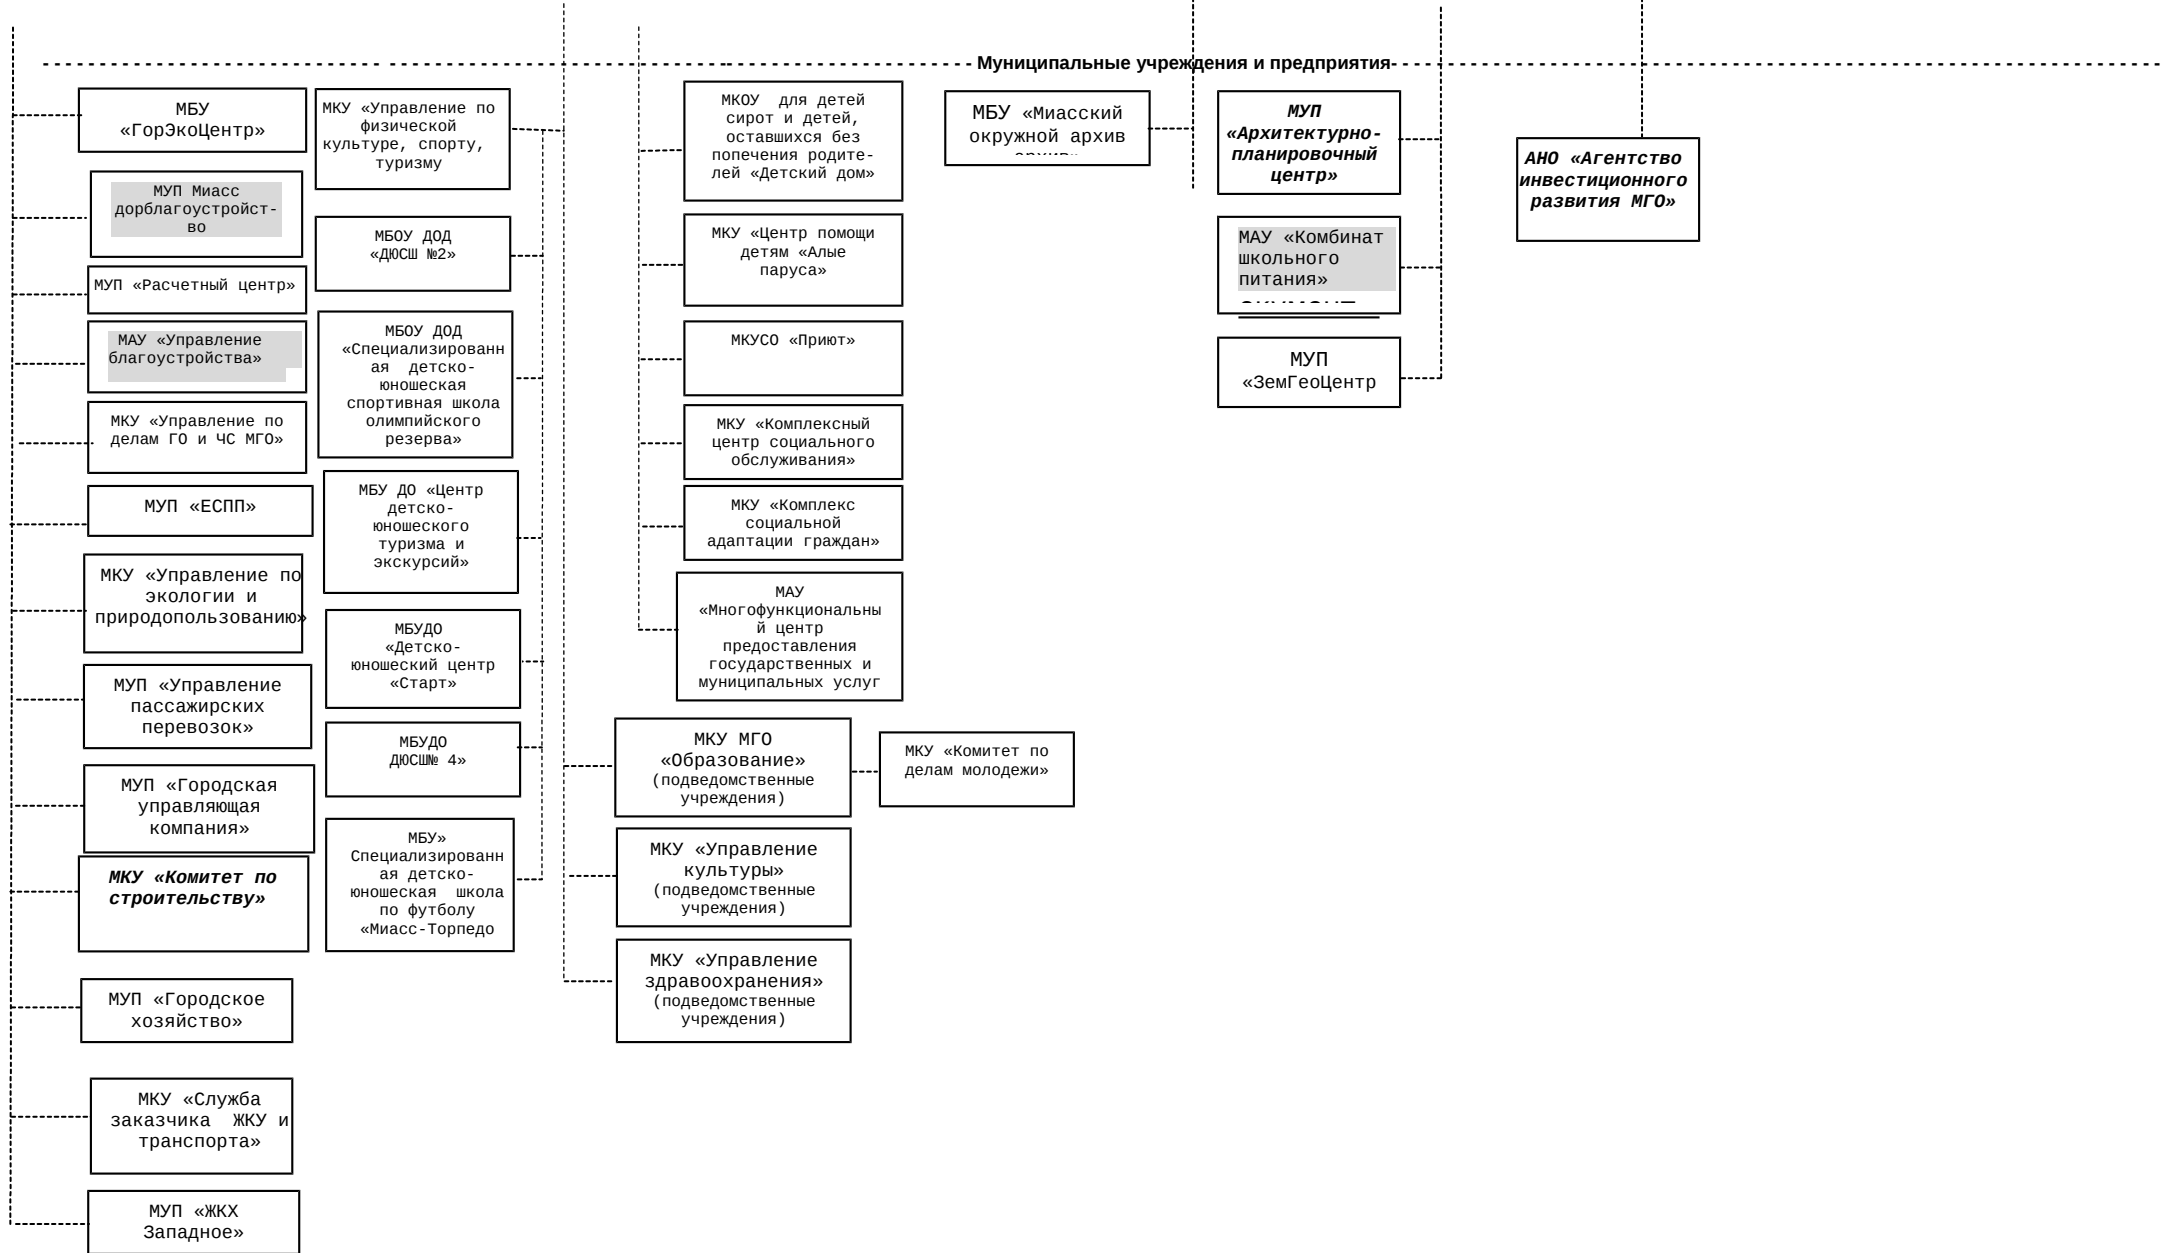 Муниципальные учреждения и предприятия
МБУ
«ГорЭкоЦентр»
МУП Миасс
дорблагоустройст-
во
МУП «Расчетный центр»
МАУ «Управление
благоустройства»
МКУ «Управление по
делам ГО и ЧС МГО»
МУП «ЕСПП»
МКУ «Управление по
экологии и
природопользованию»
МУП «Управление
пассажирских
перевозок»
МУП «Городская
управляющая
компания»
МКУ «Комитет по
строительству»
МУП «Городское
хозяйство»
МКУ «Служба
заказчика ЖКУ и
транспорта»
МУП «ЖКХ
Западное»
МКУ «Управление по
физической
культуре, спорту,
туризму
МБОУ ДОД
«ДЮСШ №2»
МБОУ ДОД
«Специализированн
ая детско-
юношеская
спортивная школа
олимпийского
резерва»
МБУ ДО «Центр
детско-
юношеского
туризма и
экскурсий»
МБУДО
«Детско-
юношеский центр
«Старт»
МБУДО
ДЮСШ№ 4»
МБУ»
Специализированн
ая детско-
юношеская школа
по футболу
«Миасс-Торпедо
МКОУ для детей
сирот и детей,
оставшихся без
попечения родите-
лей «Детский дом»
МКУ «Центр помощи
детям «Алые
паруса»
МКУСО «Приют»
МКУ «Комплексный
центр социального
обслуживания»
МКУ «Комплекс
социальной
адаптации граждан»
МАУ
«Многофункциональны
й центр
предоставления
государственных и
муниципальных услуг
МКУ МГО
«Образование»
(подведомственные
учреждения)
МКУ «Комитет по
делам молодежи»
МКУ «Управление
культуры»
(подведомственные
учреждения)
МКУ «Управление
здравоохранения»
(подведомственные
учреждения)
МБУ «Миасский
окружной архив
МУП
«Архитектурно-
планировочный
центр»
МАУ «Комбинат
школьного
питания»
МУП
«ЗемГеоЦентр
АНО «Агентство
инвестиционного
развития МГО»